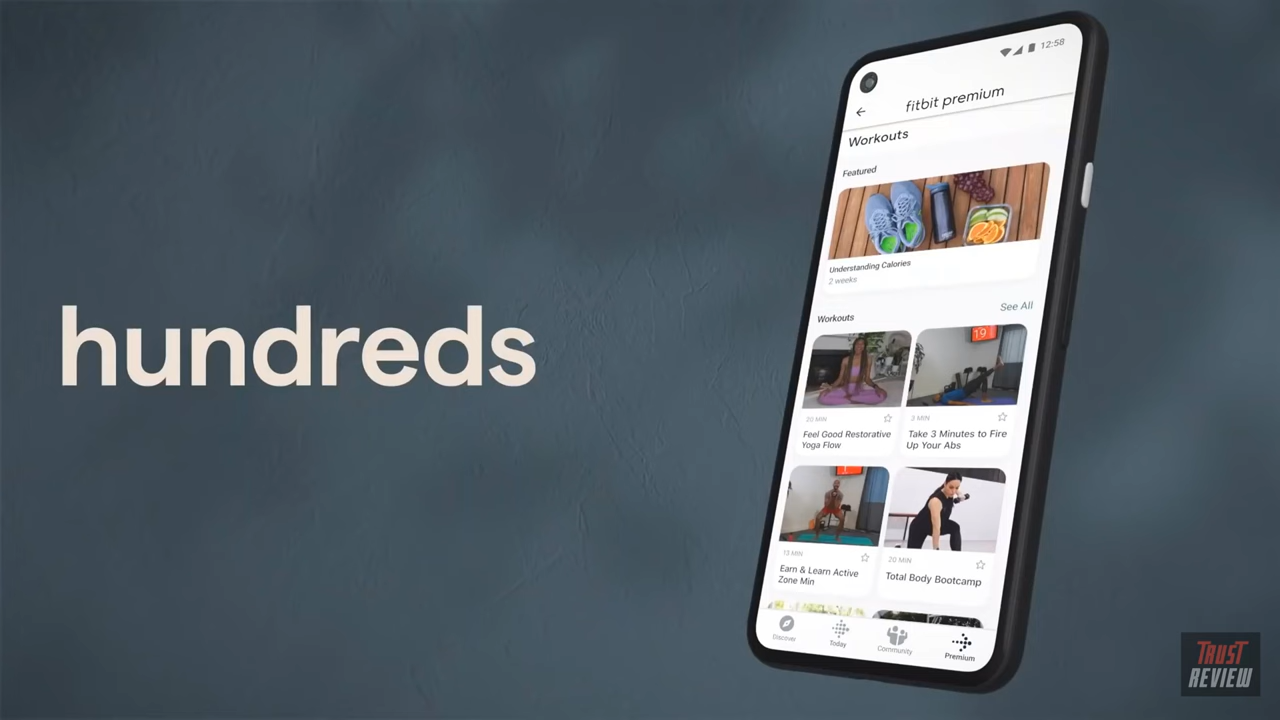 hundreds
12:58
fitbit premium
Workouts
Featured
Understanding Calories
2 weeks
Workouts
See All
19
20 MIN
Feel Good Restorative
Yoga Flow
3 MIN
Take 3 Minutes to Fire
Up Your Abs
13 MIN
Earn & Learn Active
Zone Min
20 MIN
Total Body Bootcamp
Discover
Today
Community
Premium
TRUST
REVIEW